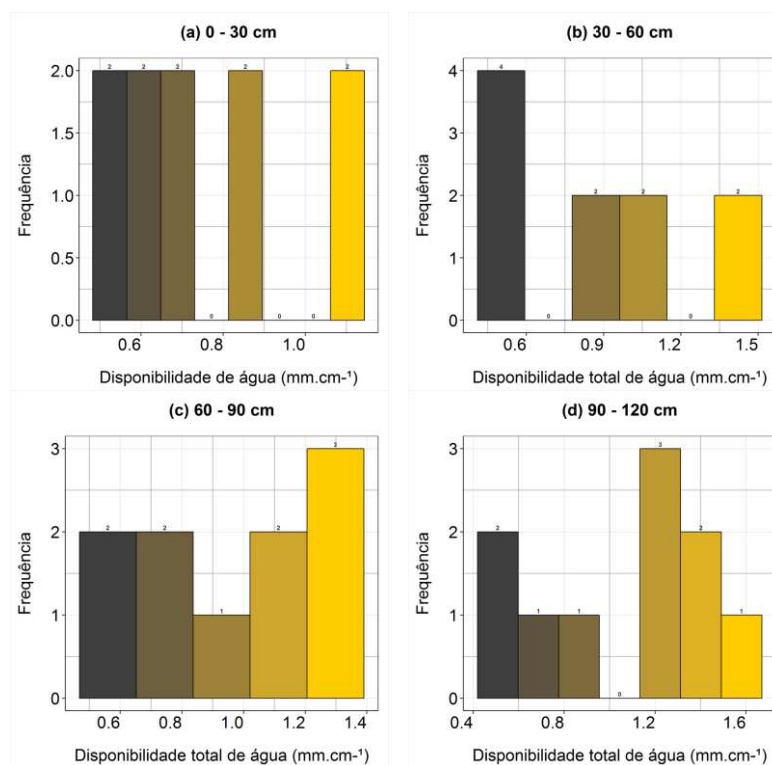 (a) 0 - 30 cm
2 2 2 2 2
2.0
1.5
1.0
0.5
0.0
0 0 0
Frequência
0.6 0.8 1.0
Disponibilidade de água (mm.cm-¹)
(b) 30 - 60 cm
4
4
3
2 2 2
2
1
0
0 0
Frequência
0.6 0.9 1.2 1.5
Disponibilidade total de água (mm.cm-¹)
(c) 60 - 90 cm
3
3
2 2 2
2
1
1
0
Frequência
0.6 0.8 1.0 1.2 1.4
Disponibilidade total de água (mm.cm-¹)
(d) 90 - 120 cm
3
3
2 2
2
1 1 1
1
0
0
Frequência
0.4 0.8 1.2 1.6
Disponibilidade total de água (mm.cm-¹)